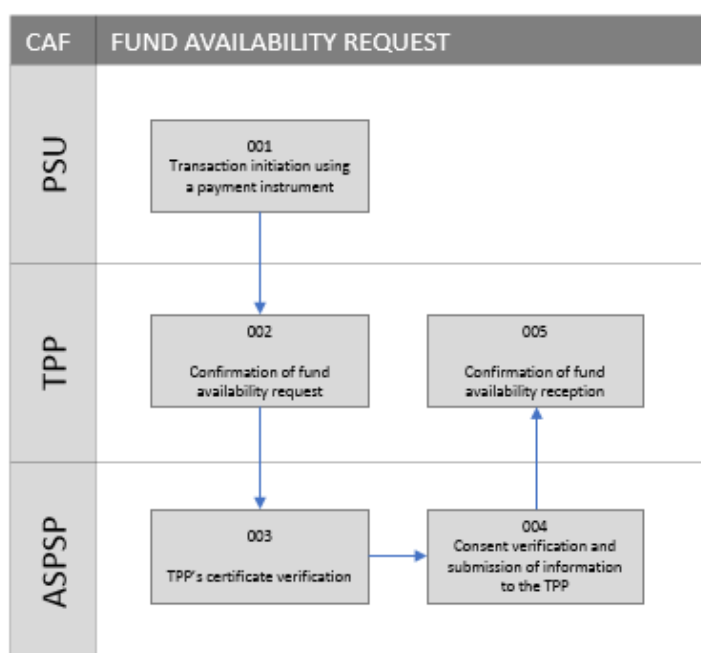 CAF FUND AVAILABILITY REQUEST
PSU
001
Transaction initiation using
a payment instrument
TPP
002
Confirmation of fund
availability request
005
Confirmation of fund
availability reception
ASPSP
003
TPP's certificate verification
004
Consent verification and
submission of information
to the TPP